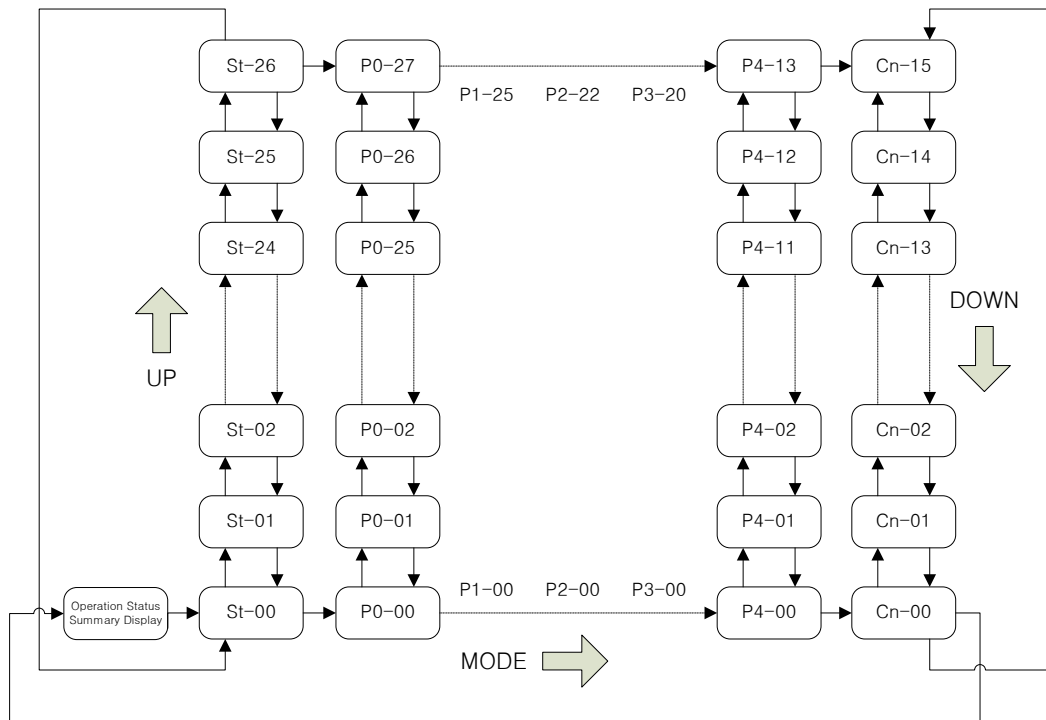 St-26 P0-27 P4-13 Cn-15
P1-25 P2-22 P3-20
St-25 P0-26 P4-12 Cn-14
St-24 P0-25 P4-11 Cn-13
DOWN
UP
St-02 P0-02 P4-02 Cn-02
St-01 P0-01 P4-01 Cn-01
P1-00 P2-00 P3-00
Operation Status
Summary Display
St-00 P0-00 P4-00 Cn-00
MODE